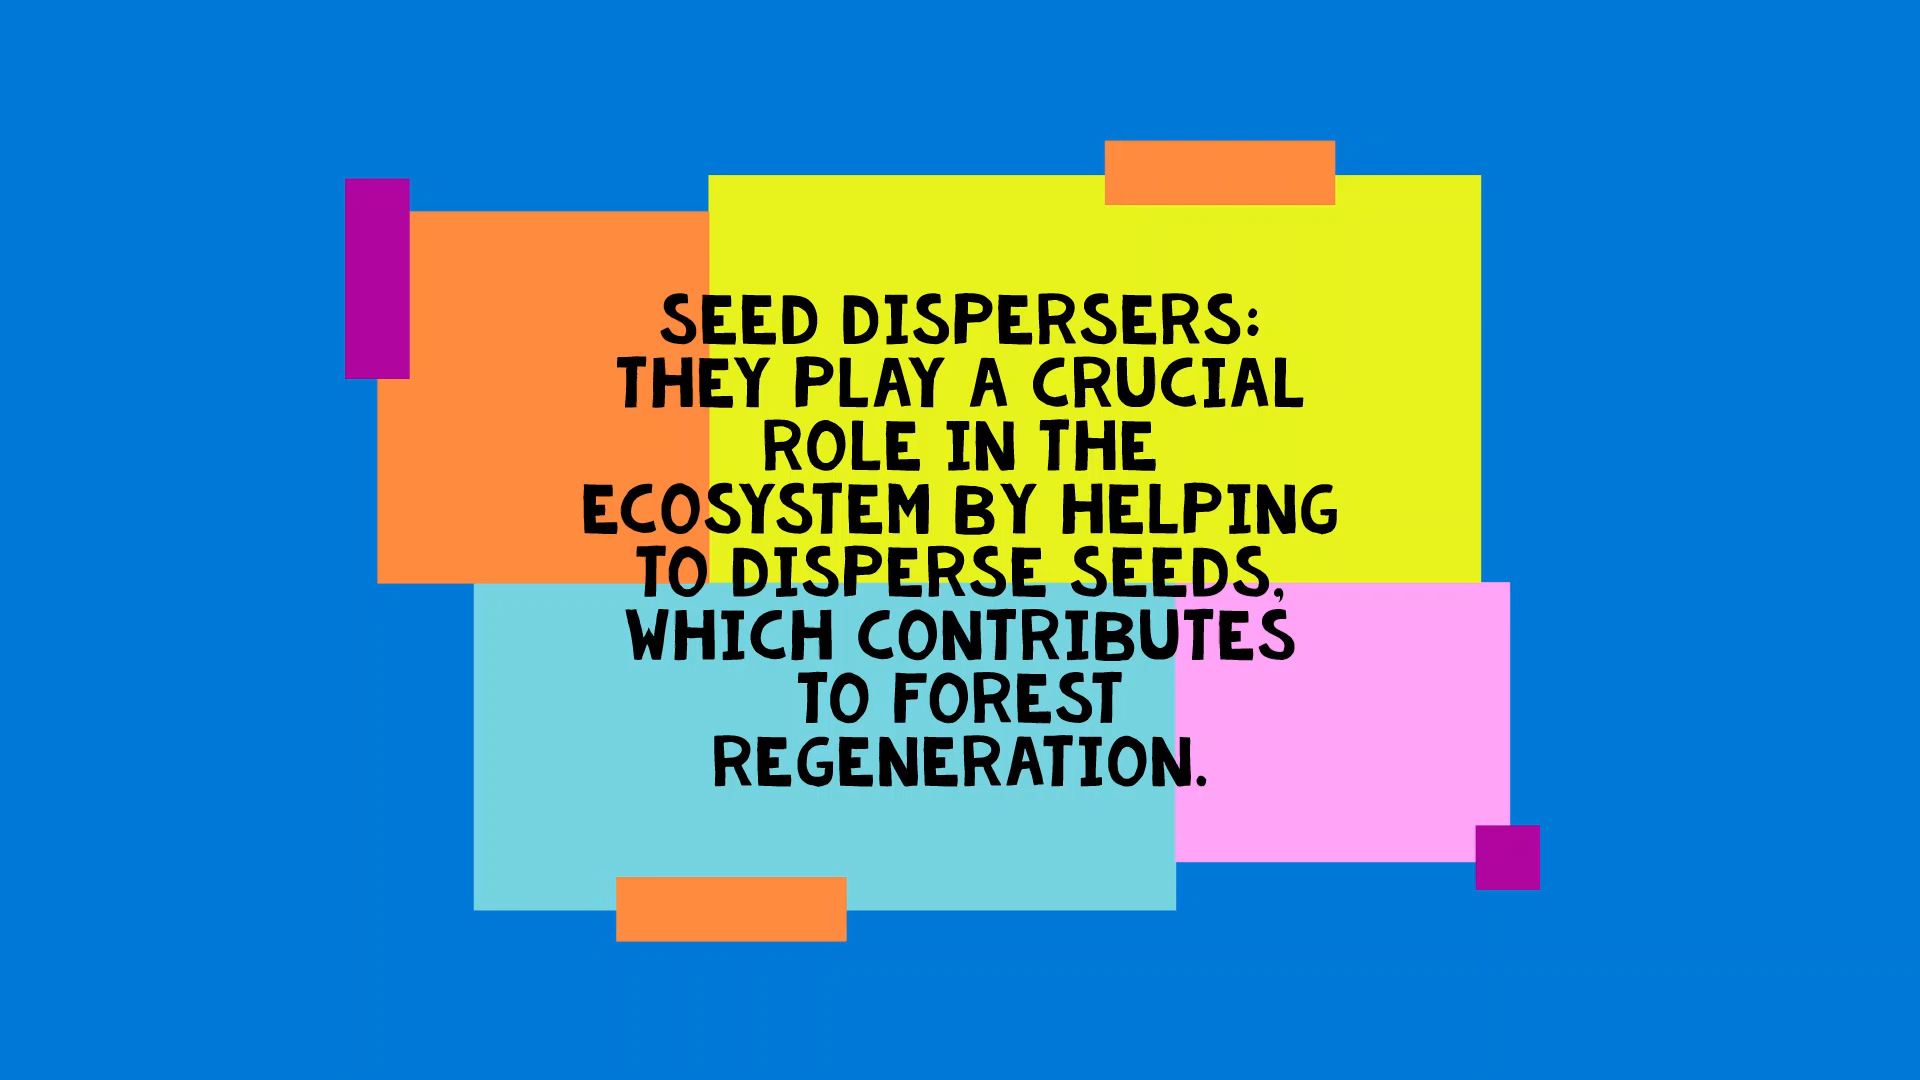 SEED DISPERSERS:
THEY PLAY A CRUCIAL
ROLE IN THE
ECOSYSTEM BY HELPING
TO DISPERSE SEEDS,
WHICH CONTRIBUTES
TO FOREST
REGENERATION.